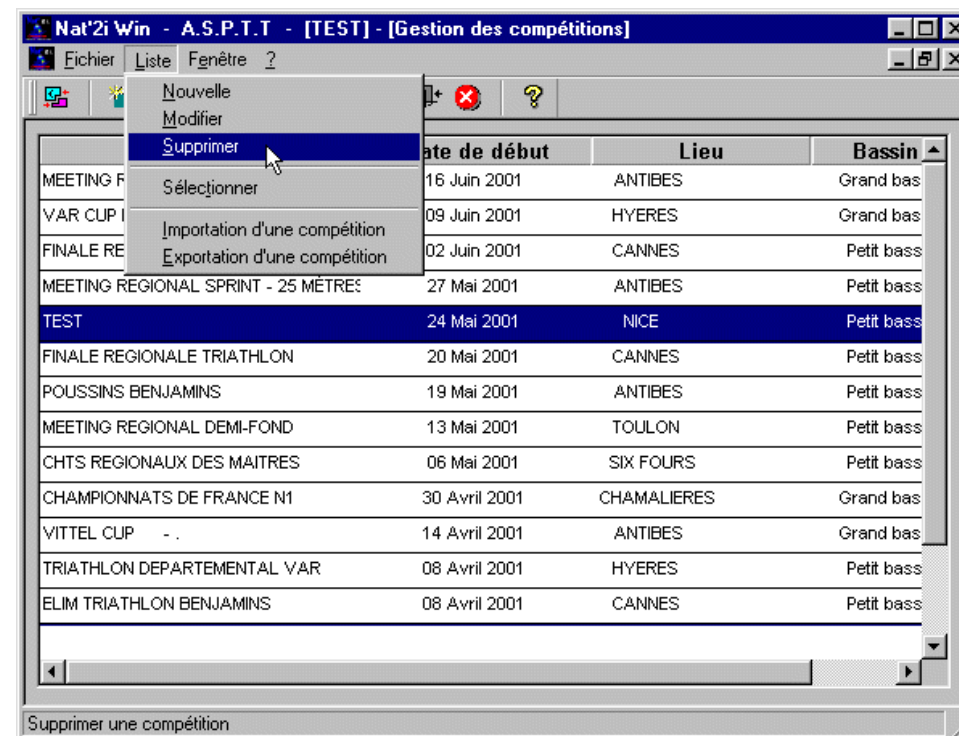 Nat'2i Win - A.S.P.T.T - [TEST] - [Gestion des compétitions]
Fichier Liste Fenêtre ?
Nouvelle
Modifier
Supprimer
Sélectionner
Importation d'une compétition
Exportation d'une compétition
ate de début Lieu Bassin
MEETING R 16 Juin 2001 ANTIBES Grand bas
VAR CUP 09 Juin 2001 HYERES Grand bas
FINALE RE 02 Juin 2001 CANNES Petit bass
MEETING REGIONAL SPRINT - 25 MÈTRES 27 Mai 2001 ANTIBES Petit bass
TEST 24 Mai 2001 NICE Petit bass
FINALE REGIONALE TRIATHLON 20 Mai 2001 CANNES Petit bass
POUSSINS BENJAMINS 19 Mai 2001 ANTIBES Petit bass
MEETING REGIONAL DEMI-FOND 13 Mai 2001 TOULON Petit bass
CHTS REGIONAUX DES MAITRES 06 Mai 2001 SIX FOURS Petit bass
CHAMPIONNATS DE FRANCE N1 30 Avril 2001 CHAMALIERES Grand bas
VITTEL CUP - . 14 Avril 2001 ANTIBES Grand bas
TRIATHLON DEPARTEMENTAL VAR 08 Avril 2001 HYERES Petit bass
ELIM TRIATHLON BENJAMINS 08 Avril 2001 CANNES Petit bass
Supprimer une compétition